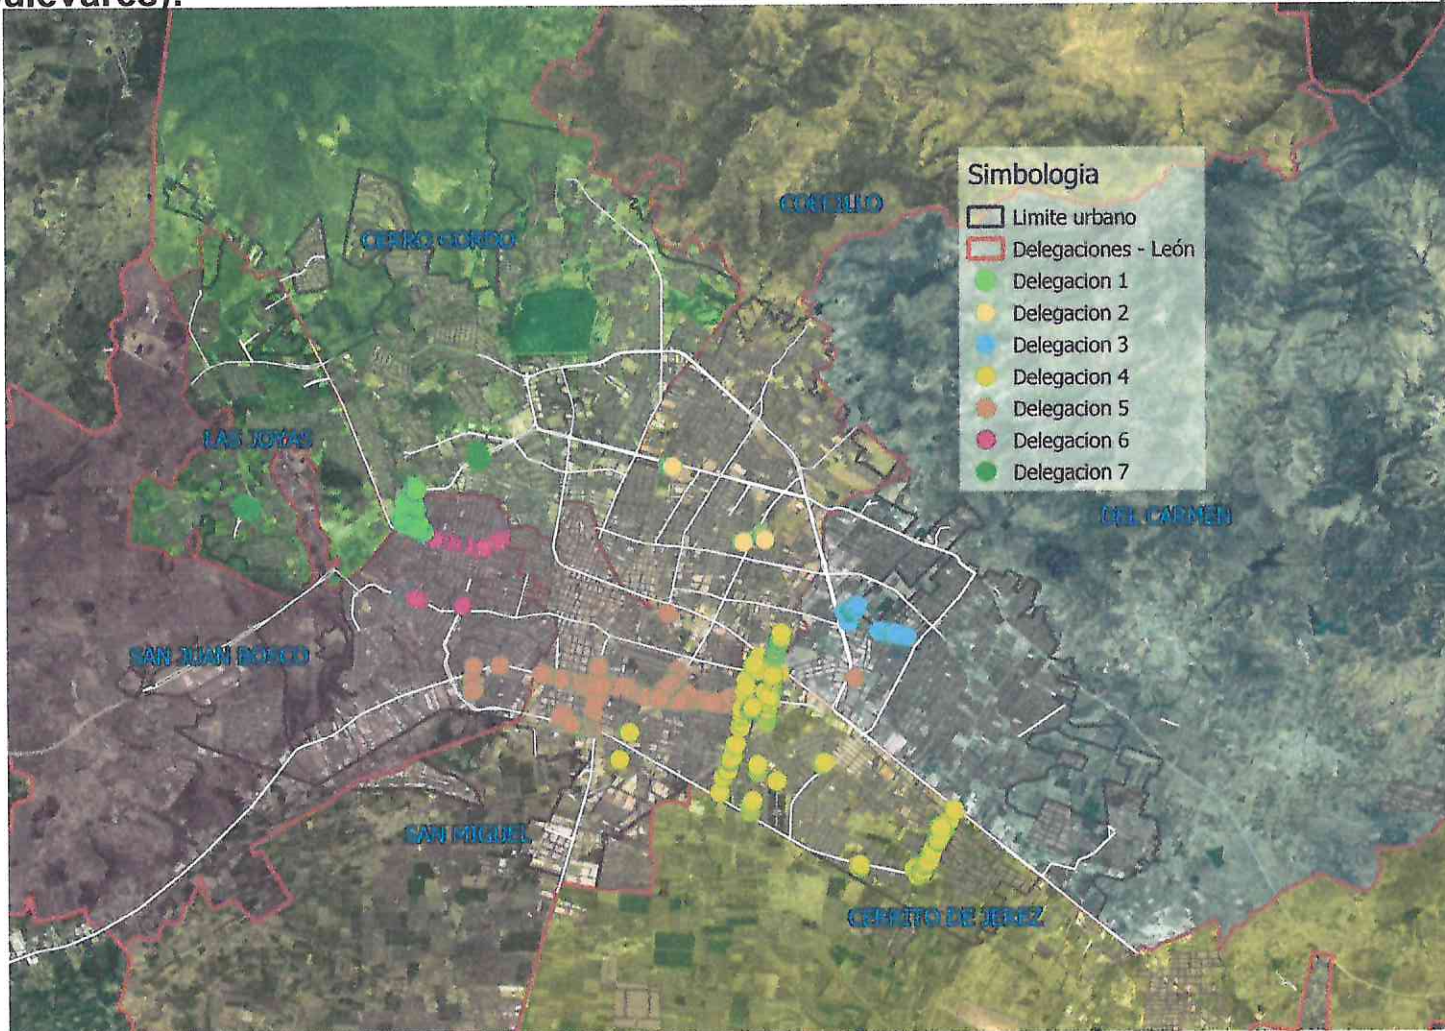 ulevares).
Simbologia
Limite urbano
Delegaciones - León
Delegacion 1
Delegacion 2
Delegacion 3
Delegacion 4
Delegacion 5
Delegacion 6
Delegacion 7
COECILLO
CERRO GORDO
LAS JOYAS
DEL CARMEN
SAN JUAN BOSCO
SAN MIGUEL
CERRITO DE JEREZ